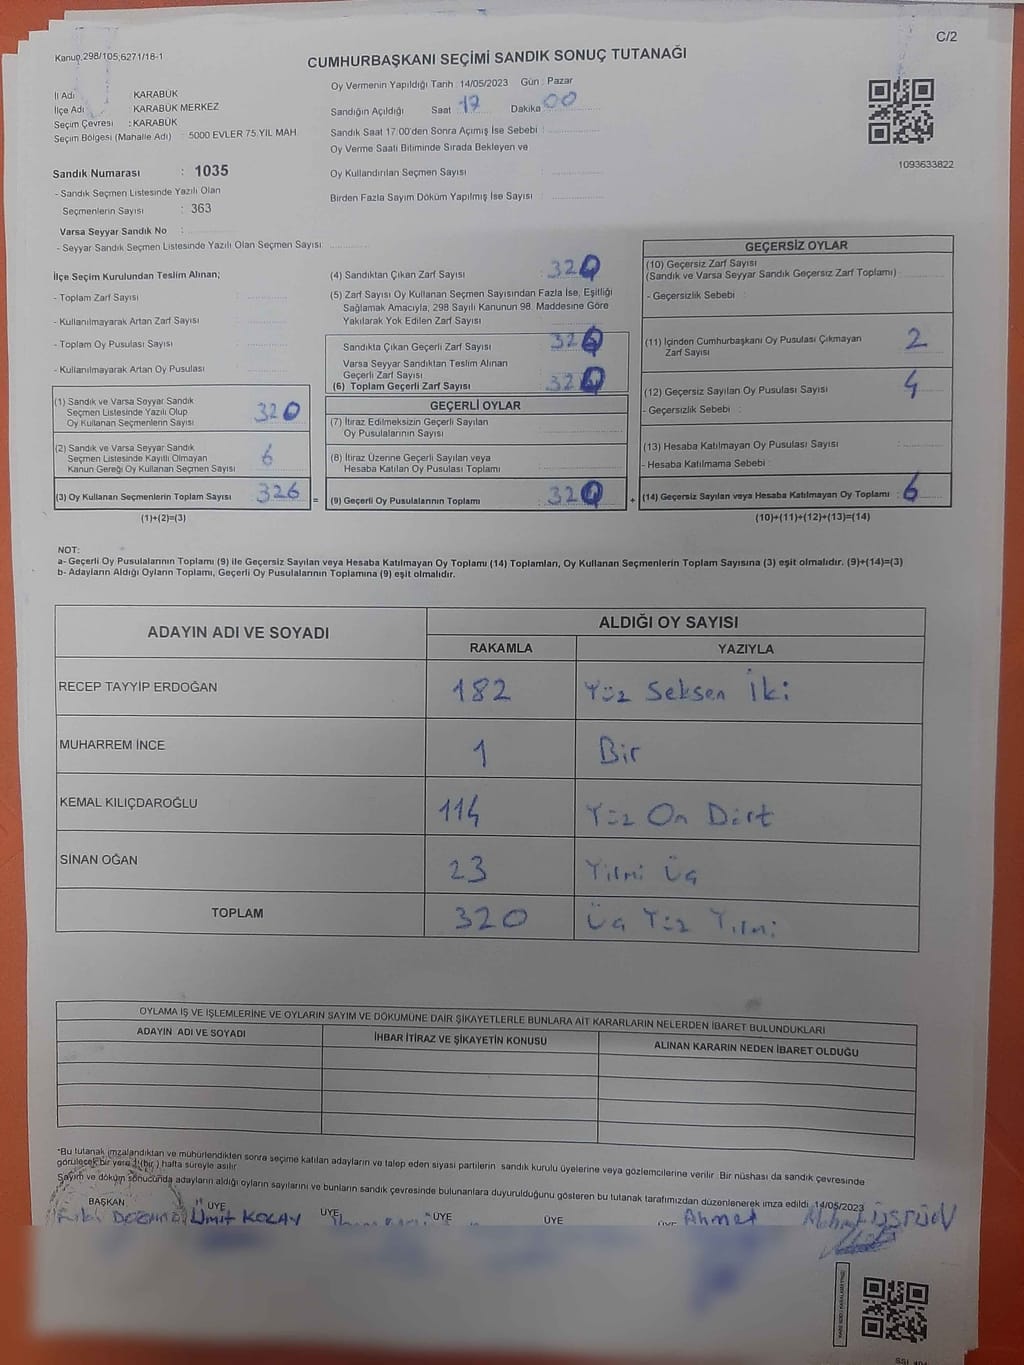 C/2
Kanun 298/105,6271/18-1
CUMHURBAŞKANI SEÇİMİ SANDIK SONUÇ TUTANAĞI
Oy Vermenin Yapıldığı Tarih : 14/05/2023 Gün : Pazar
İl Adı KARABÜK
İlçe Adı KARABÜK MERKEZ
Seçim Çevresi : KARABÜK
Seçim Bölgesi (Mahalle Adı) : 5000 EVLER 75.YIL MAH.
Sandığın Açıldığı Saat 17 Dakika 00
Sandık Saat 17:00'den Sonra Açımış İse Sebebi :
Oy Verme Saati Bitiminde Sırada Bekleyen ve
Oy Kullandırılan Seçmen Sayısı :
Birden Fazla Sayım Döküm Yapılmış İse Sayısı :
1093633822
Sandık Numarası : 1035
- Sandık Seçmen Listesinde Yazılı Olan
Seçmenlerin Sayısı : 363
Varsa Seyyar Sandık No :
- Seyyar Sandık Seçmen Listesinde Yazılı Olan Seçmen Sayısı:
İlçe Seçim Kurulundan Teslim Alınan;
- Toplam Zarf Sayısı :
- Kullanılmayarak Artan Zarf Sayısı :
- Toplam Oy Pusulası Sayısı :
- Kullanılmayarak Artan Oy Pusulası :
(1) Sandık ve Varsa Seyyar Sandık
Seçmen Listesinde Yazılı Olup
Oy Kullanan Seçmenlerin Sayısı : 320
(2) Sandık ve Varsa Seyyar Sandık
Seçmen Listesinde Kayıtlı Olmayan
Kanun Gereği Oy Kullanan Seçmen Sayısı : 6
(3) Oy Kullanan Seçmenlerin Toplam Sayısı : 326 =
(1)+(2)=(3)
(4) Sandıktan Çıkan Zarf Sayısı : 320
(5) Zarf Sayısı Oy Kullanan Seçmen Sayısından Fazla İse, Eşitliği
Sağlamak Amacıyla, 298 Sayılı Kanunun 98. Maddesine Göre
Yakılarak Yok Edilen Zarf Sayısı :
Sandıkta Çıkan Geçerli Zarf Sayısı : 320
Varsa Seyyar Sandıktan Teslim Alınan
Geçerli Zarf Sayısı :
(6) Toplam Geçerli Zarf Sayısı : 320
GEÇERLİ OYLAR
(7) İtiraz Edilmeksizin Geçerli Sayılan
Oy Pusulalarının Sayısı :
(8) İtiraz Üzerine Geçerli Sayılan veya
Hesaba Katılan Oy Pusulası Toplamı :
(9) Geçerli Oy Pusulalarının Toplamı : 320 +
GEÇERSİZ OYLAR
(10) Geçersiz Zarf Sayısı
(Sandık ve Varsa Seyyar Sandık Geçersiz Zarf Toplamı) :
- Geçersizlik Sebebi :
(11) İçinden Cumhurbaşkanı Oy Pusulası Çıkmayan
Zarf Sayısı : 2
(12) Geçersiz Sayılan Oy Pusulası Sayısı : 4
- Geçersizlik Sebebi :
(13) Hesaba Katılmayan Oy Pusulası Sayısı :
- Hesaba Katılmama Sebebi :
(14) Geçersiz Sayılan veya Hesaba Katılmayan Oy Toplamı : 6
(10)+(11)+(12)+(13)=(14)
NOT:
a- Geçerli Oy Pusulalarının Toplamı (9) ile Geçersiz Sayılan veya Hesaba Katılmayan Oy Toplamı (14) Toplamları, Oy Kullanan Seçmenlerin Toplam Sayısına (3) eşit olmalıdır. (9)+(14)=(3)
b- Adayların Aldığı Oyların Toplamı, Geçerli Oy Pusulalarının Toplamına (9) eşit olmalıdır.
ADAYIN ADI VE SOYADI ALDIĞI OY SAYISI
RAKAMLA YAZIYLA
RECEP TAYYİP ERDOĞAN 182 Yüz Seksen İki
MUHARREM İNCE 1 Bir
KEMAL KILIÇDAROĞLU 114 Yüz On Dört
SİNAN OĞAN 23 Yirmi Üç
TOPLAM 320 Üç Yüz Yirmi
OYLAMA İŞ VE İŞLEMLERİNE VE OYLARIN SAYIM VE DÖKÜMÜNE DAİR ŞİKAYETLERLE BUNLARA AİT KARARLARIN NELERDEN İBARET BULUNDUKLARI
ADAYIN ADI VE SOYADI İHBAR İTİRAZ VE ŞİKAYETİN KONUSU ALINAN KARARIN NEDEN İBARET OLDUĞU
*Bu tutanak imzalandıktan ve mühürlendikten sonra seçime katılan adayların ve talep eden siyasi partilerin sandık kurulu üyelerine veya gözlemcilerine verilir. Bir nüshası da sandık çevresinde
görülecek bir yere 1 (bir) hafta süreyle asılır.
Sayım ve döküm sonucunda adayların aldığı oyların sayılarını ve bunların sandık çevresinde bulunanlara duyurulduğunu gösteren bu tutanak tarafımızdan düzenlenerek imza edildi. 14/05/2023
BAŞKAN ÜYE ÜYE ÜYE ÜYE
Ümit KOLAY Ahmet ÜSTÜN